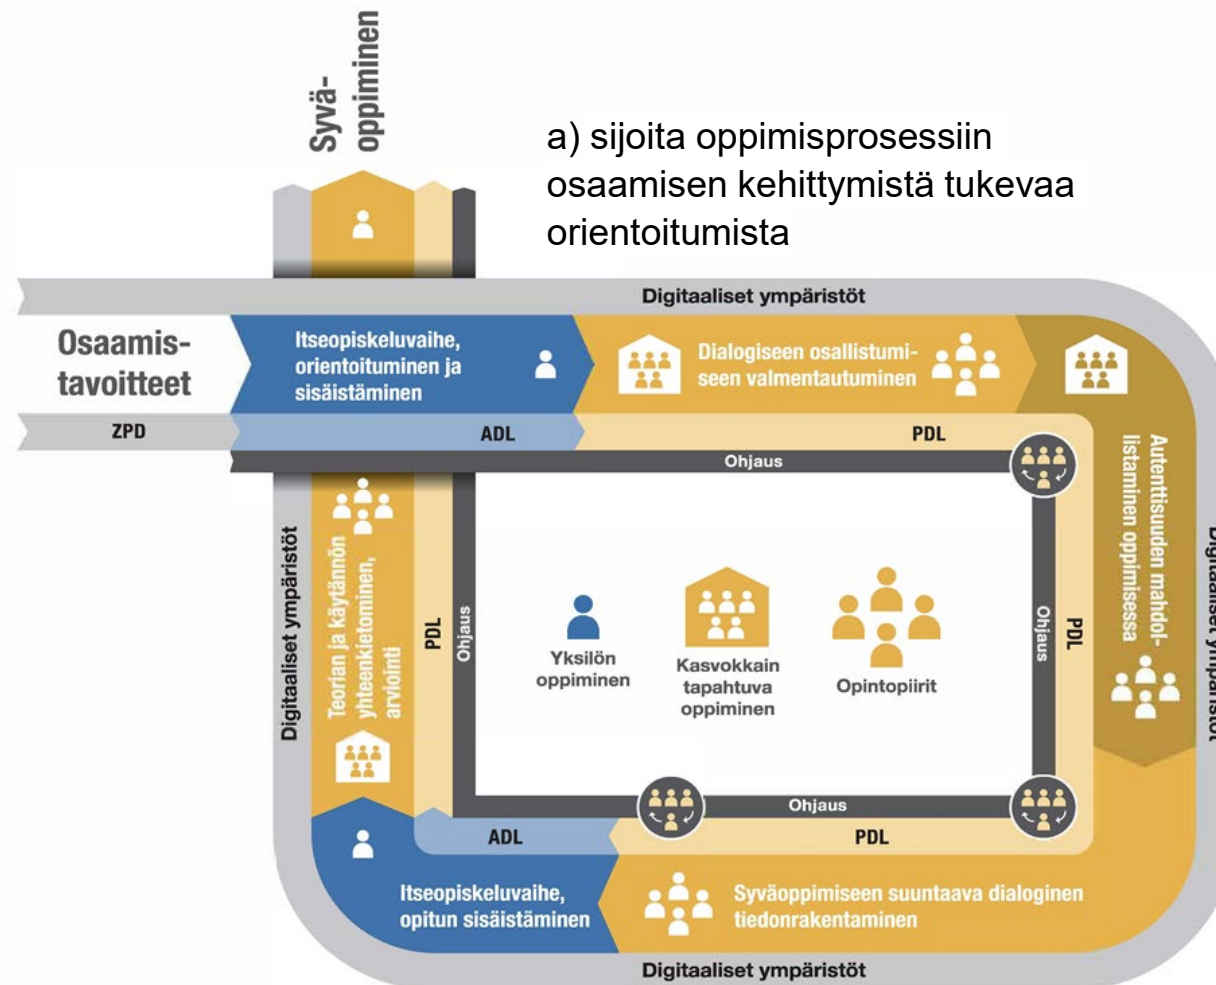 Syvä-
oppiminen
a) sijoita oppimisprosessiin
osaamisen kehittymistä tukevaa
orientoitumista
Digitaaliset ympäristöt
Osaamis-
tavoitteet
Itseopiskeluvaihe,
orientoituminen ja
sisäistäminen
Dialogiseen osallistumi-
seen valmentautuminen
ZPD
ADL
PDL
Ohjaus
Autenttisuuden mahdol-
listaminen oppimisessa
Digitaaliset ympäristöt
PDL
Ohjaus
Digitaaliset ympäristöt
Teorian ja käytännön
yhteenkietominen,
arviointi
PDL
Ohjaus
Yksilön
oppiminen
Kasvokkain
tapahtuva
oppiminen
Opintopiirit
Ohjaus
ADL
PDL
Itseopiskeluvaihe,
opitun sisäistäminen
Syväoppimiseen suuntaava dialoginen
tiedonrakentaminen
Digitaaliset ympäristöt